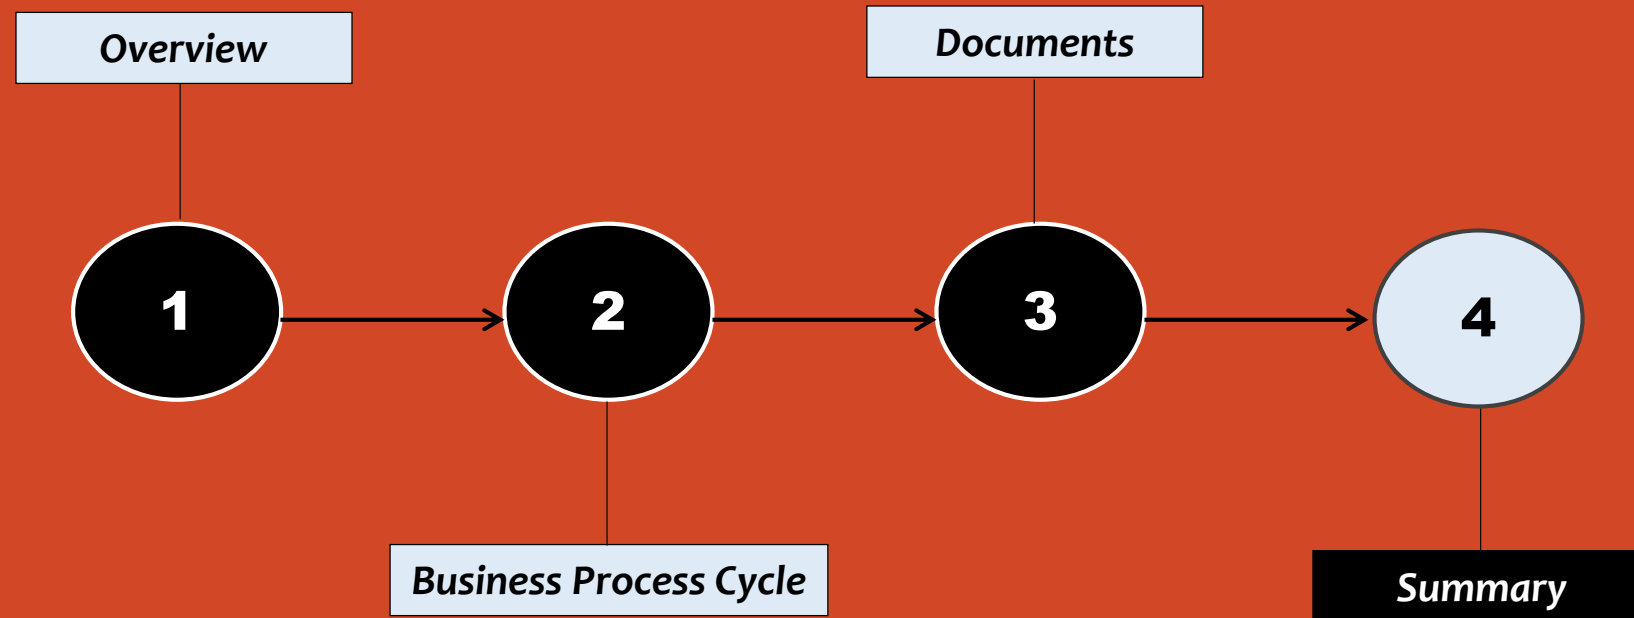 Overview
Documents
1
2
3
4
Business Process Cycle
Summary